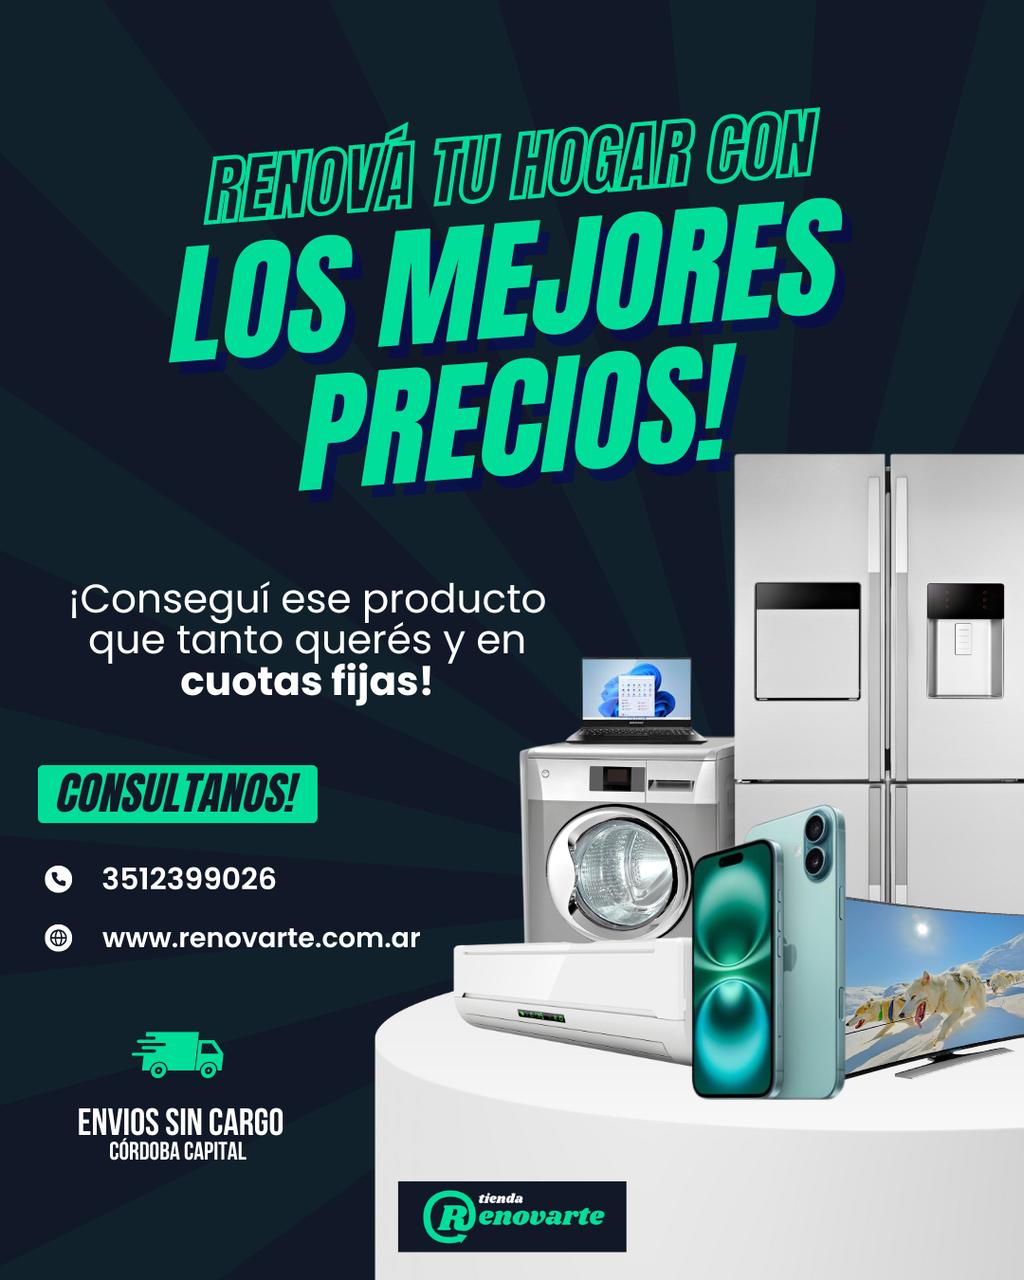 RENOVÁ TU HOGAR CON
LOS MEJORES
PRECIOS!
¡Conseguí ese producto
que tanto querés y en
cuotas fijas!
CONSULTANOS!
3512399026
www.renovarte.com.ar
ENVIOS SIN CARGO
CÓRDOBA CAPITAL
tienda
Renovarte